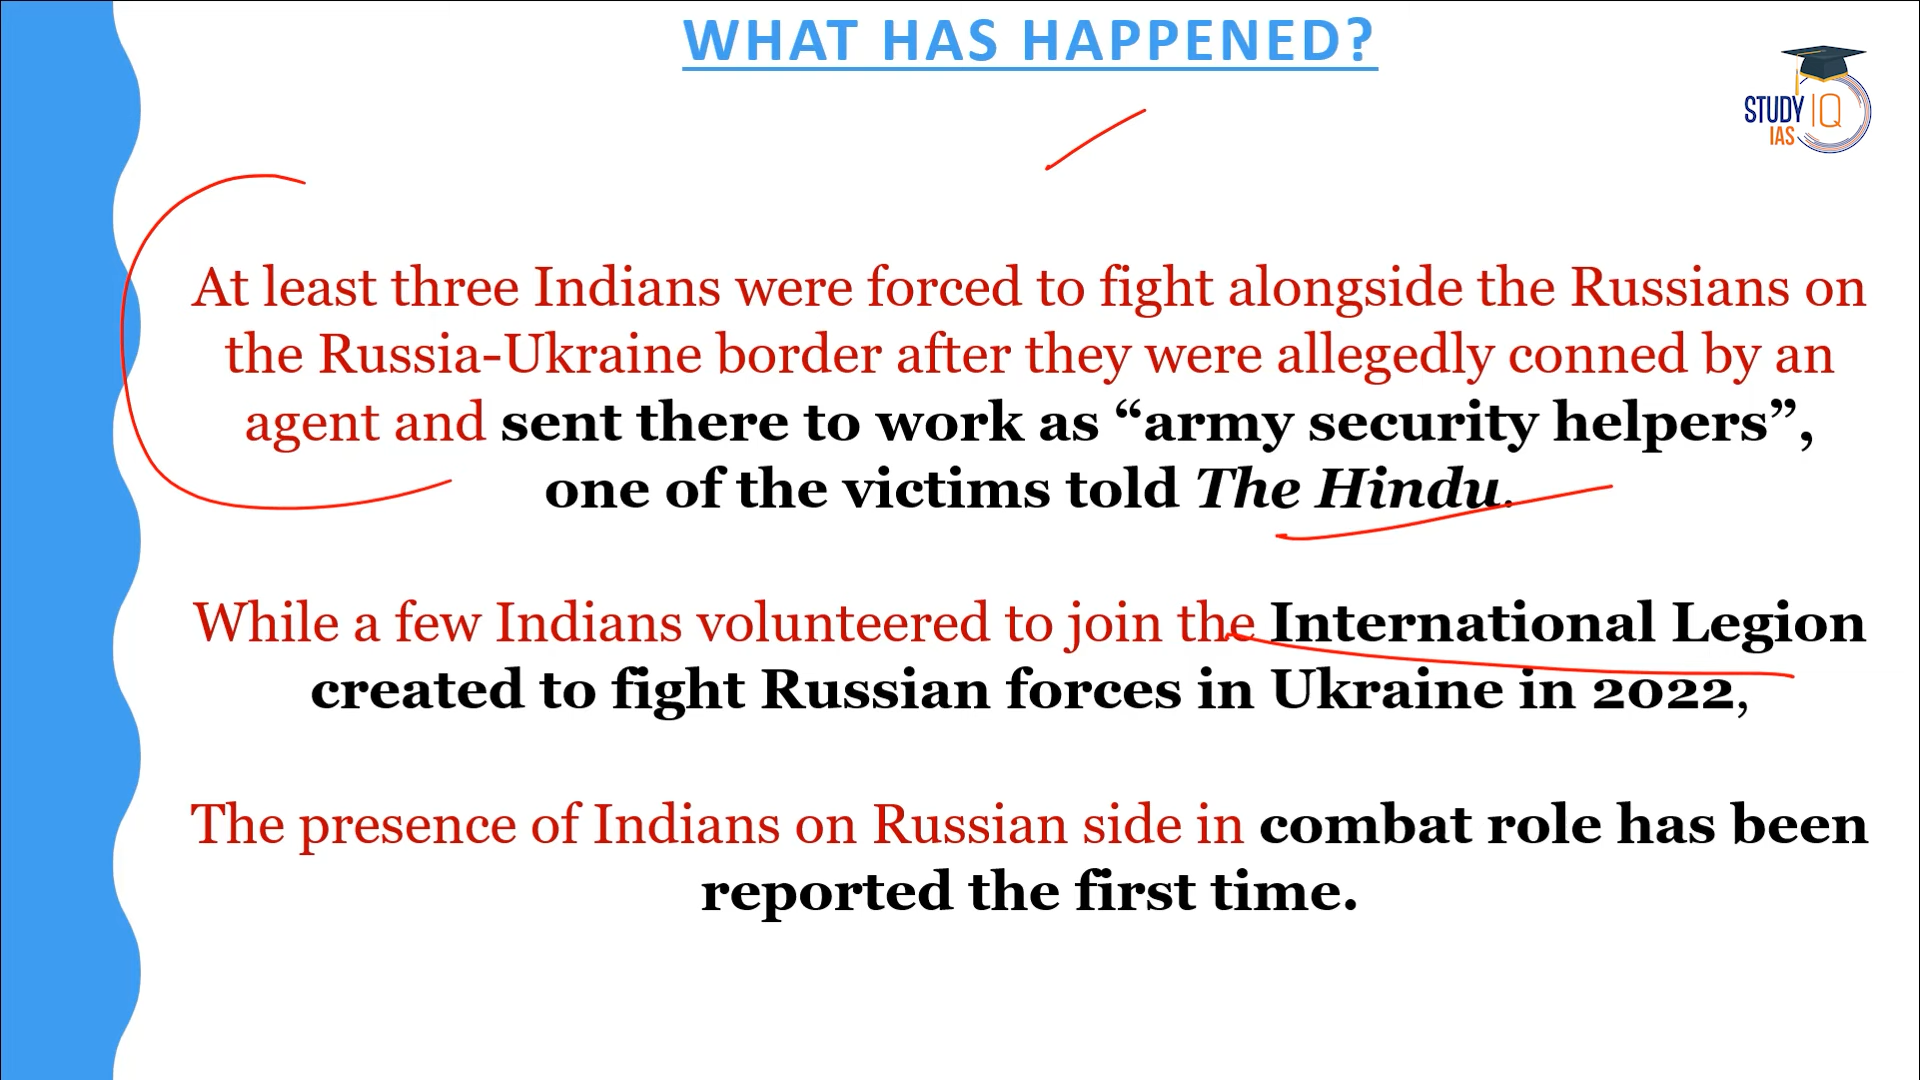 WHAT HAS HAPPENED?
STUDY IQ
IAS
At least three Indians were forced to fight alongside the Russians on
the Russia-Ukraine border after they were allegedly conned by an
agent and sent there to work as “army security helpers”,
one of the victims told The Hindu.
While a few Indians volunteered to join the International Legion
created to fight Russian forces in Ukraine in 2022,
The presence of Indians on Russian side in combat role has been
reported the first time.